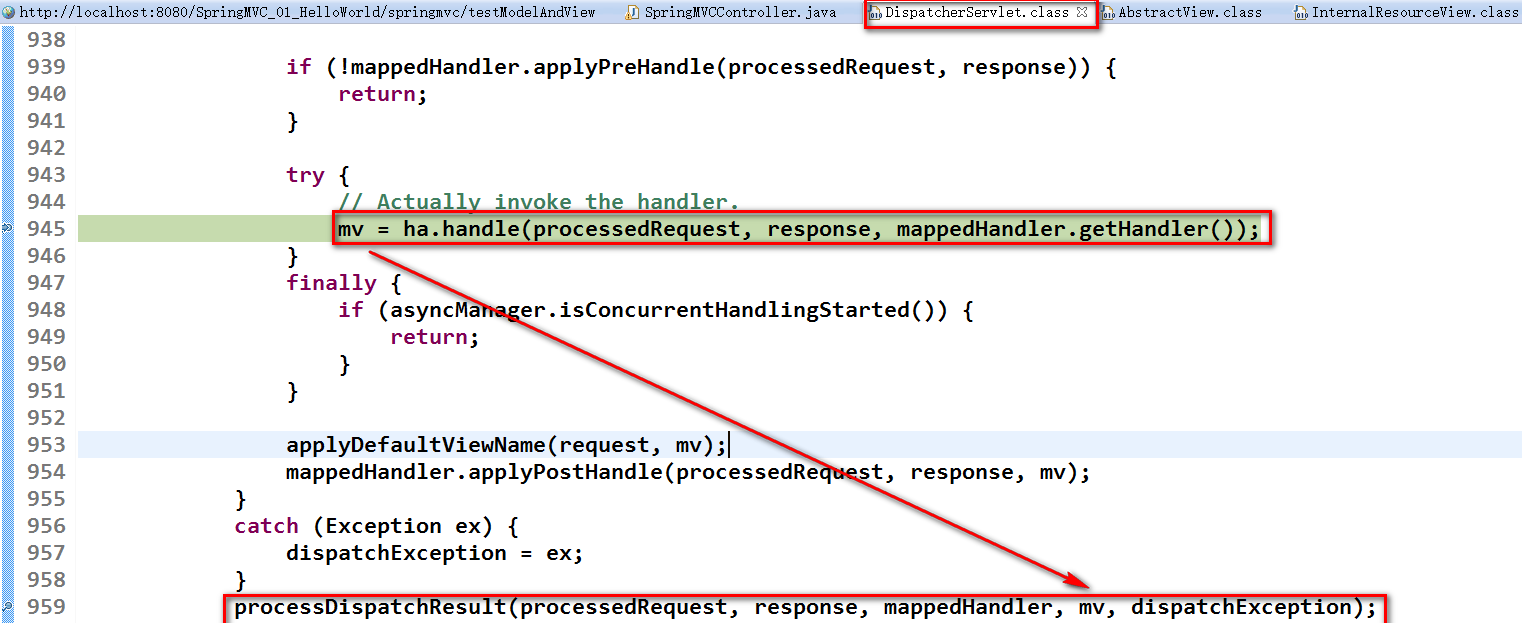 http://localhost:8080/SpringMVC_01_HelloWorld/springmvc/testModelAndView SpringMVCController.java DispatcherServlet.class AbstractView.class InternalResourceView.class
938
939 if (!mappedHandler.applyPreHandle(processedRequest, response)) {
940 return;
941 }
942
943 try {
944 // Actually invoke the handler.
945 mv = ha.handle(processedRequest, response, mappedHandler.getHandler());
946 }
947 finally {
948 if (asyncManager.isConcurrentHandlingStarted()) {
949 return;
950 }
951 }
952
953 applyDefaultViewName(request, mv);
954 mappedHandler.applyPostHandle(processedRequest, response, mv);
955 }
956 catch (Exception ex) {
957 dispatchException = ex;
958 }
959 processDispatchResult(processedRequest, response, mappedHandler, mv, dispatchException);